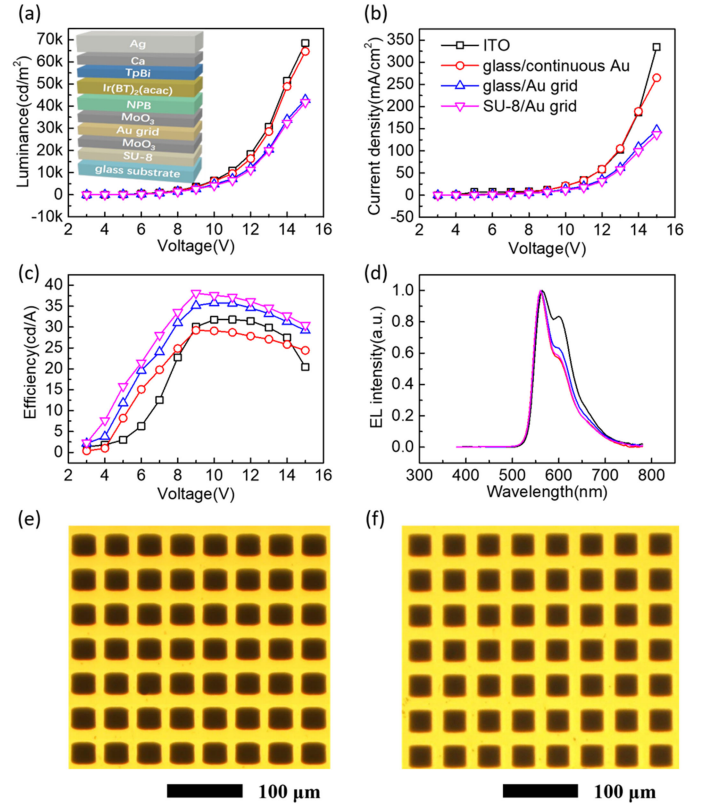 (a)
70k
60k
50k
40k
30k
20k
10k
0
-10k
Luminance(cd/m²)
Ag
Ca
TpBi
Ir(BT)₂(acac)
NPB
MoO₃
Au grid
MoO₃
SU-8
glass substrate
2 4 6 8 10 12 14 16
Voltage(V)
(b)
350
300
250
200
150
100
50
0
-50
Current density(mA/cm²)
ITO
glass/continuous Au
glass/Au grid
SU-8/Au grid
2 4 6 8 10 12 14 16
Voltage(V)
(c)
40
35
30
25
20
15
10
5
0
Efficiency(cd/A)
2 4 6 8 10 12 14 16
Voltage(V)
(d)
1.0
0.8
0.6
0.4
0.2
0.0
EL intensity(a.u.)
300 400 500 600 700 800
Wavelength(nm)
(e)
100 μm
(f)
100 μm